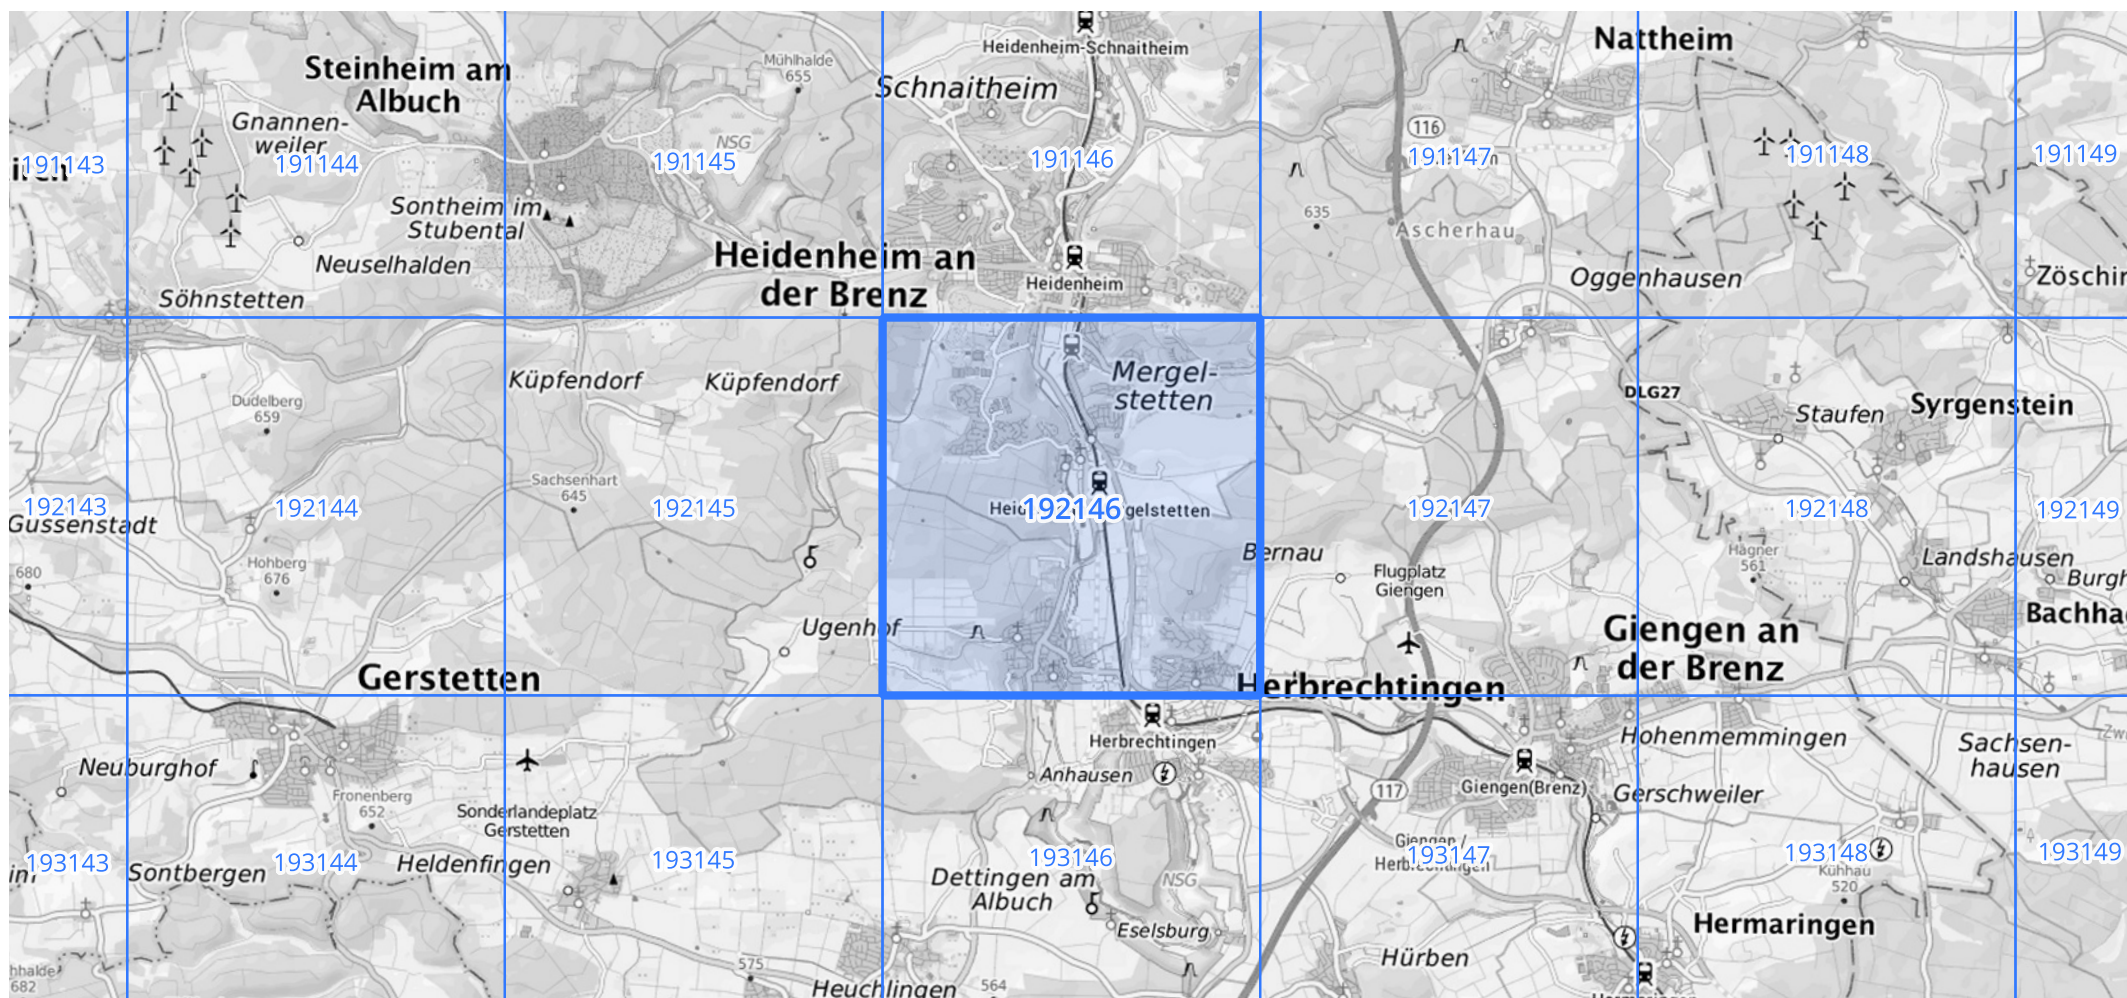 Nattheim
Heidenheim-Schnaitheim
Steinheim am
Albuch
Mühlhalde
655
Schnaitheim
Gnannen-
weiler
116
NSG
191143
191144
191145
191146
191147
191148
191149
Sontheim im
Stubental
635
Ascherhau
Heidenheim an
der Brenz
Neuselhalden
Heidenheim
Oggenhausen
Söhnstetten
Küpfendorf
Küpfendorf
Mergel-
stetten
Dudelberg
659
DLG27
Staufen
Syrgenstein
Sachsenhart
645
192143
192144
192145
192146
192147
192148
192149
Gussenstadt
gelstetten
Bernau
Hohberg
676
680
Flugplatz
Giengen
Hagner
561
Landshausen
Ugenhof
Giengen an
der Brenz
Gerstetten
Herbrechtingen
Herbrechtingen
Hohenmemmingen
Sachsen-
hausen
Neuburghof
Anhausen
117
Giengen(Brenz)
Gerschweiler
Fronenberg
652
Sonderlandeplatz
Gerstetten
193143
193144
193145
193146
193147
193148
193149
Giengen /
Sontbergen
Heldenfingen
Dettingen am
Albuch
NSG
Kühhau
520
Eselsburg
Hermaringen
Hürben
682
575
564
Heuchlingen